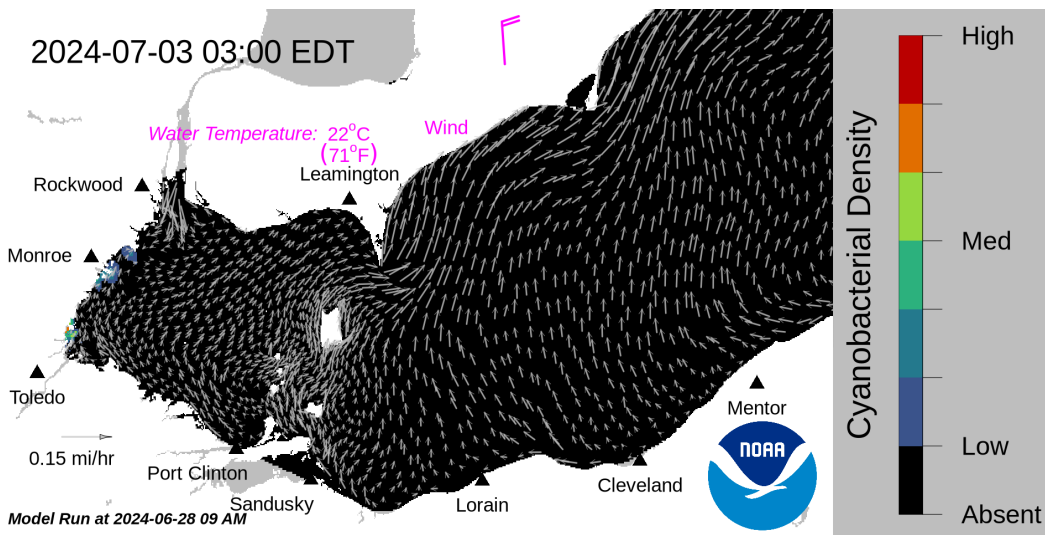 2024-07-03 03:00 EDT
Water Temperature: 22°C
(71°F)
Wind
Leamington
Rockwood
Monroe
Toledo
0.15 mi/hr
Port Clinton
Sandusky
Lorain
Cleveland
Mentor
NOAA
Model Run at 2024-06-28 09 AM
Cyanobacterial Density
High
Med
Low
Absent